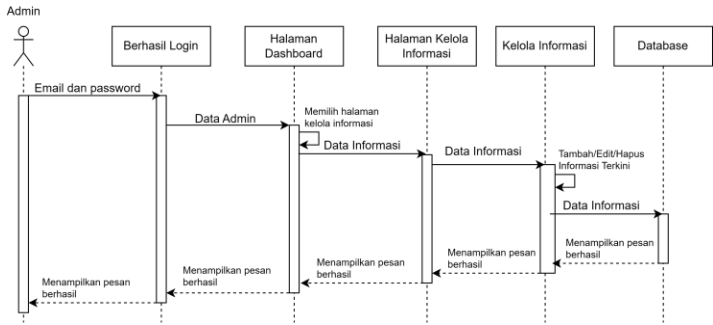 Admin
Berhasil Login
Halaman
Dashboard
Halaman Kelola
Informasi
Kelola Informasi
Database
Email dan password
Data Admin
Memilih halaman
kelola informasi
Data Informasi
Data Informasi
Tambah/Edit/Hapus
Informasi Terkini
Data Informasi
Menampilkan pesan
berhasil
Menampilkan pesan
berhasil
Menampilkan pesan
berhasil
Menampilkan pesan
berhasil
Menampilkan pesan
berhasil